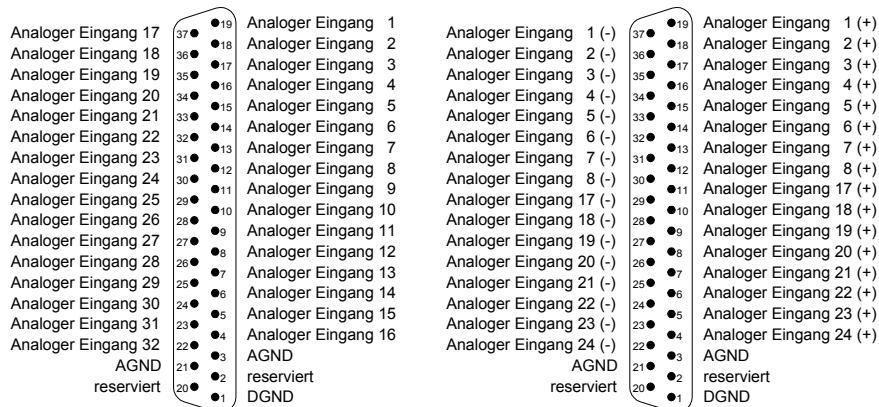 Analoger Eingang 17 37
Analoger Eingang 18 36
Analoger Eingang 19 35
Analoger Eingang 20 34
Analoger Eingang 21 33
Analoger Eingang 22 32
Analoger Eingang 23 31
Analoger Eingang 24 30
Analoger Eingang 25 29
Analoger Eingang 26 28
Analoger Eingang 27 27
Analoger Eingang 28 26
Analoger Eingang 29 25
Analoger Eingang 30 24
Analoger Eingang 31 23
Analoger Eingang 32 22
AGND 21
reserviert 20
19 Analoger Eingang 1
18 Analoger Eingang 2
17 Analoger Eingang 3
16 Analoger Eingang 4
15 Analoger Eingang 5
14 Analoger Eingang 6
13 Analoger Eingang 7
12 Analoger Eingang 8
11 Analoger Eingang 9
10 Analoger Eingang 10
9 Analoger Eingang 11
8 Analoger Eingang 12
7 Analoger Eingang 13
6 Analoger Eingang 14
5 Analoger Eingang 15
4 Analoger Eingang 16
3 AGND
2 reserviert
1 DGND
Analoger Eingang 1 (-) 37
Analoger Eingang 2 (-) 36
Analoger Eingang 3 (-) 35
Analoger Eingang 4 (-) 34
Analoger Eingang 5 (-) 33
Analoger Eingang 6 (-) 32
Analoger Eingang 7 (-) 31
Analoger Eingang 8 (-) 30
Analoger Eingang 17 (-) 29
Analoger Eingang 18 (-) 28
Analoger Eingang 19 (-) 27
Analoger Eingang 20 (-) 26
Analoger Eingang 21 (-) 25
Analoger Eingang 22 (-) 24
Analoger Eingang 23 (-) 23
Analoger Eingang 24 (-) 22
AGND 21
reserviert 20
19 Analoger Eingang 1 (+)
18 Analoger Eingang 2 (+)
17 Analoger Eingang 3 (+)
16 Analoger Eingang 4 (+)
15 Analoger Eingang 5 (+)
14 Analoger Eingang 6 (+)
13 Analoger Eingang 7 (+)
12 Analoger Eingang 8 (+)
11 Analoger Eingang 17 (+)
10 Analoger Eingang 18 (+)
9 Analoger Eingang 19 (+)
8 Analoger Eingang 20 (+)
7 Analoger Eingang 21 (+)
6 Analoger Eingang 22 (+)
5 Analoger Eingang 23 (+)
4 Analoger Eingang 24 (+)
3 AGND
2 reserviert
1 DGND